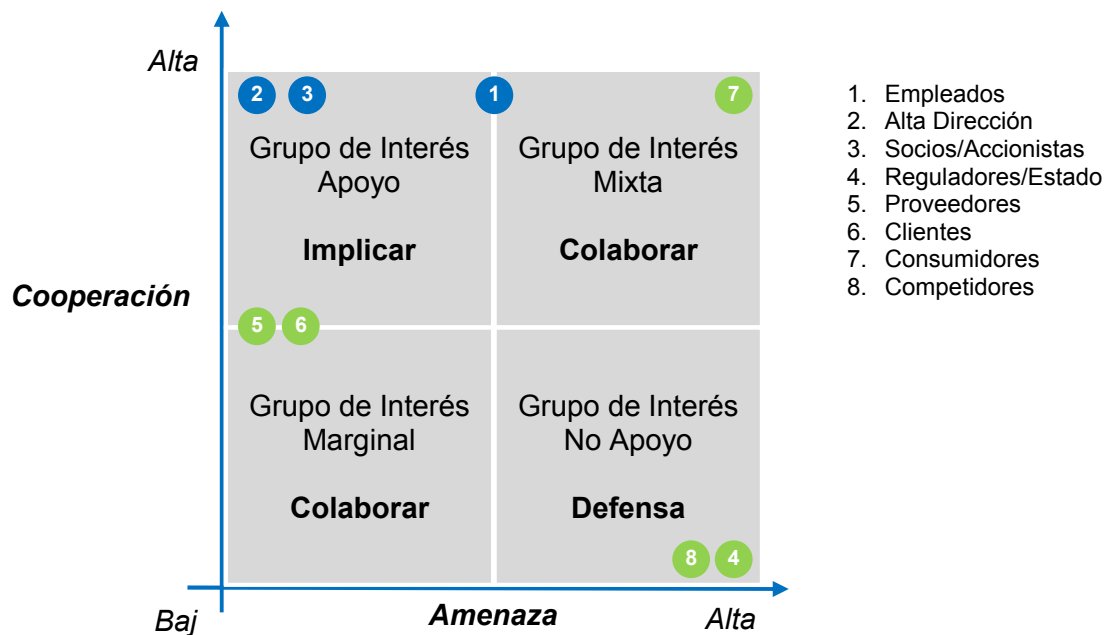 Alta
2
3
1
7
Grupo de Interés
Apoyo
Implicar
Grupo de Interés
Mixta
Colaborar
Cooperación
5
6
Grupo de Interés
Marginal
Colaborar
Grupo de Interés
No Apoyo
Defensa
8
4
Baj
Amenaza
Alta
1. Empleados
2. Alta Dirección
3. Socios/Accionistas
4. Reguladores/Estado
5. Proveedores
6. Clientes
7. Consumidores
8. Competidores